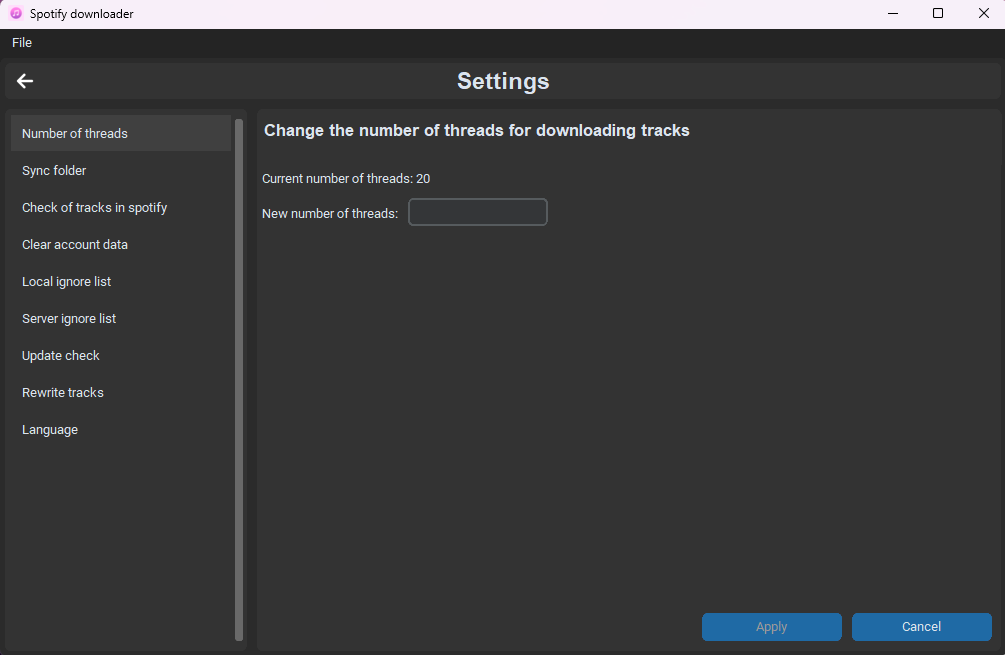 Spotify downloader
File
Settings
Number of threads
Sync folder
Check of tracks in spotify
Clear account data
Local ignore list
Server ignore list
Update check
Rewrite tracks
Language
Change the number of threads for downloading tracks
Current number of threads: 20
New number of threads:
Apply
Cancel